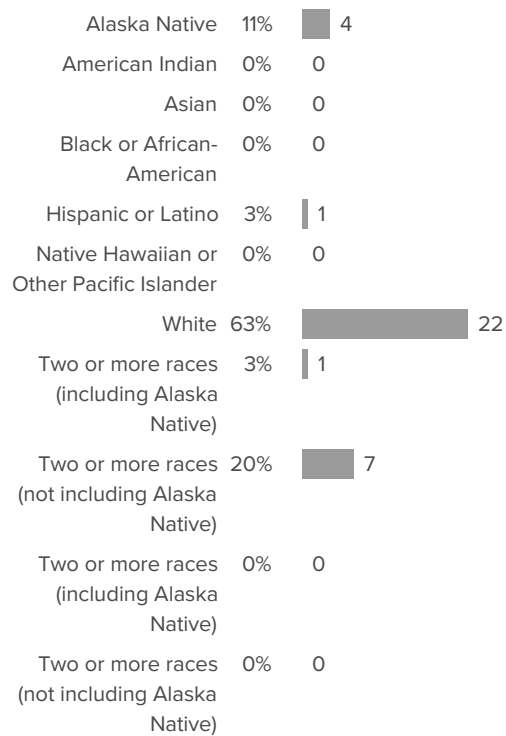 Alaska Native 11% 4
American Indian 0% 0
Asian 0% 0
Black or African- 0% 0
American
Hispanic or Latino 3% 1
Native Hawaiian or 0% 0
Other Pacific Islander
White 63% 22
Two or more races 3% 1
(including Alaska
Native)
Two or more races 20% 7
(not including Alaska
Native)
Two or more races 0% 0
(including Alaska
Native)
Two or more races 0% 0
(not including Alaska
Native)